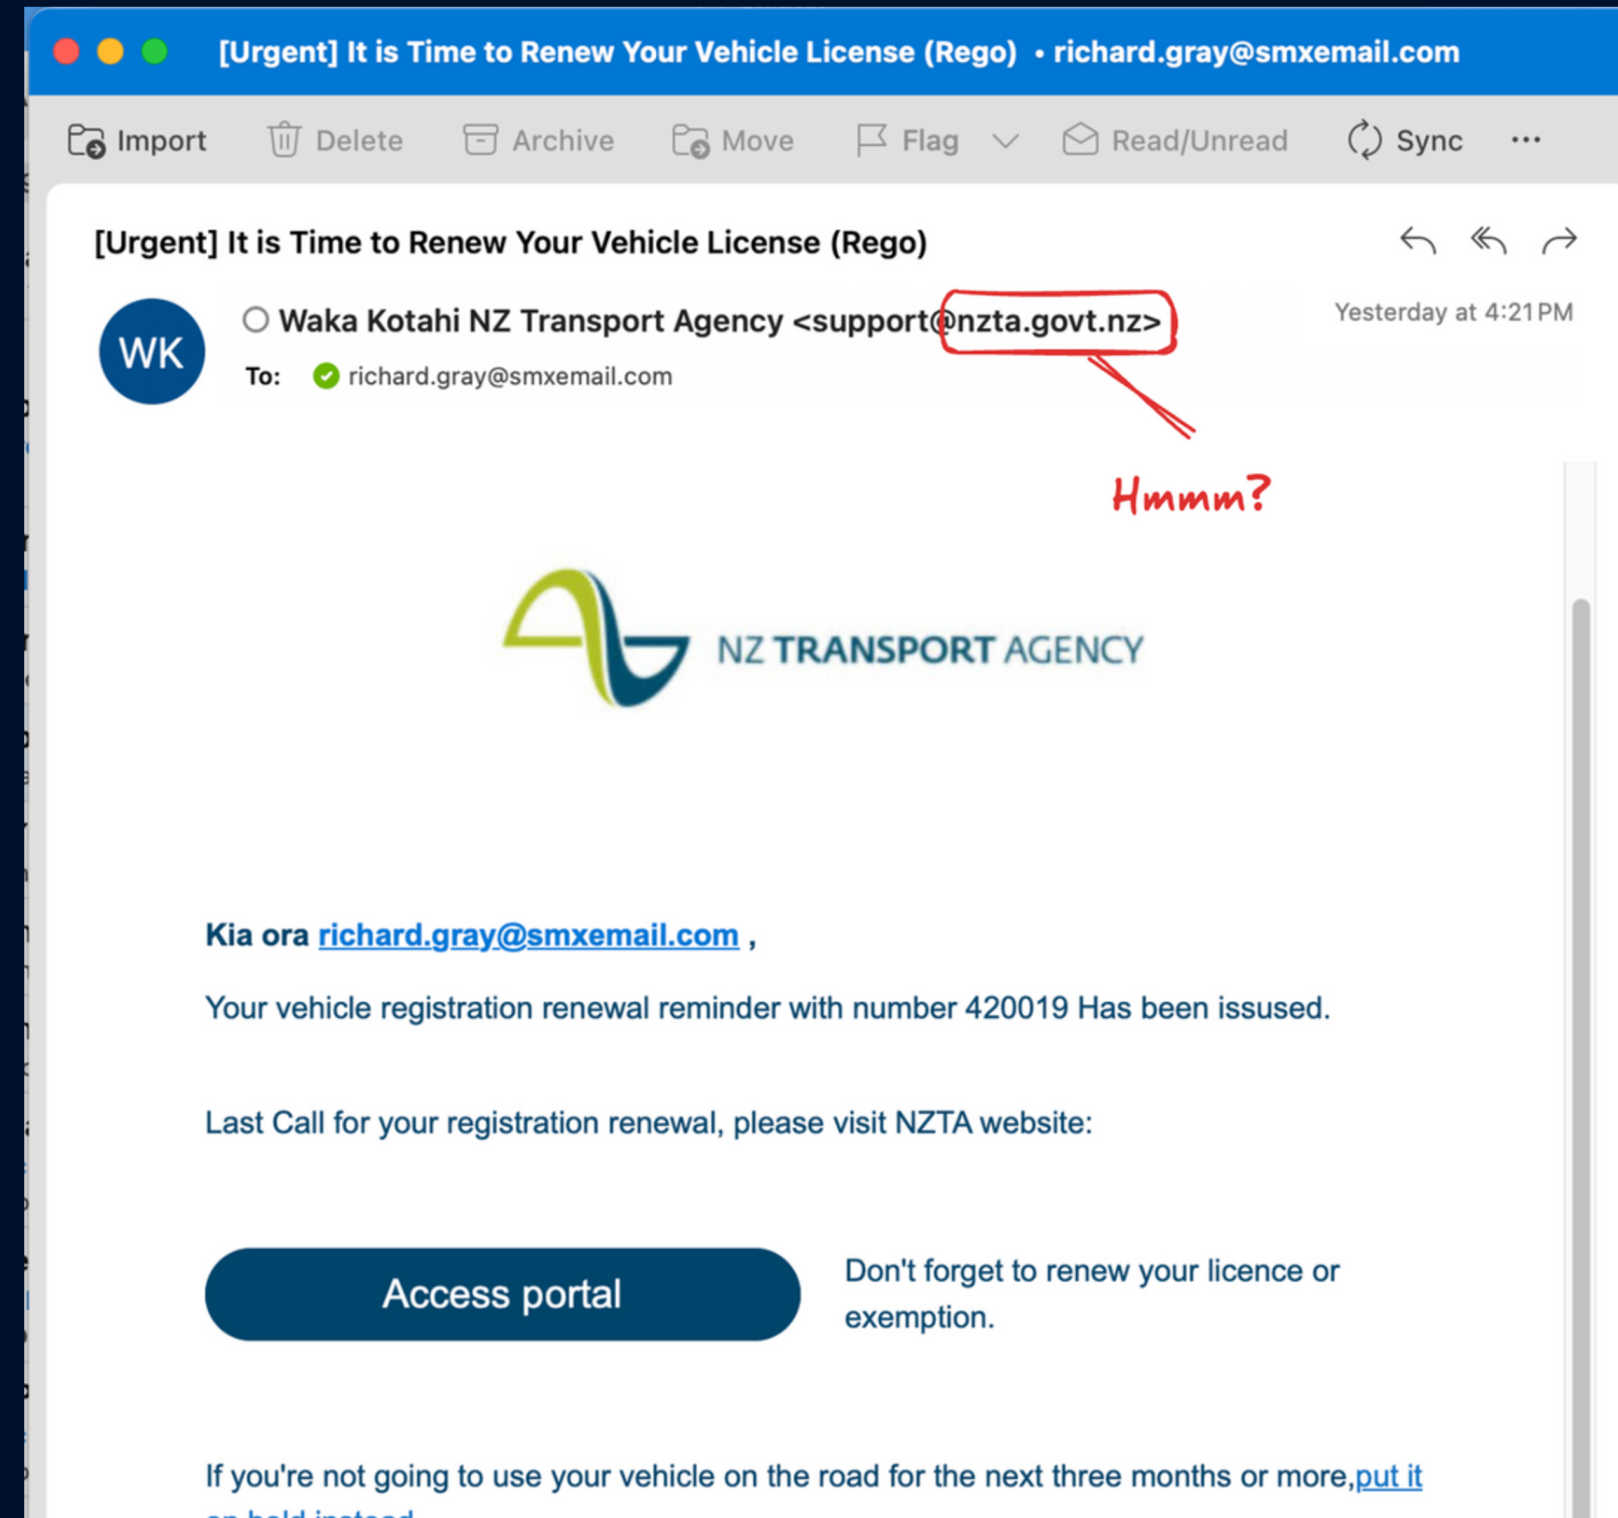 [Urgent] It is Time to Renew Your Vehicle License (Rego) • richard.gray@smxemail.com
Import Delete Archive Move Flag Read/Unread Sync ...
[Urgent] It is Time to Renew Your Vehicle License (Rego)
WK
Waka Kotahi NZ Transport Agency <support@nzta.govt.nz>
Yesterday at 4:21 PM
To: richard.gray@smxemail.com
Hmmm?
NZ TRANSPORT AGENCY
Kia ora richard.gray@smxemail.com ,
Your vehicle registration renewal reminder with number 420019 Has been issused.
Last Call for your registration renewal, please visit NZTA website:
Access portal
Don't forget to renew your licence or
exemption.
If you're not going to use your vehicle on the road for the next three months or more,put it
on hold instead